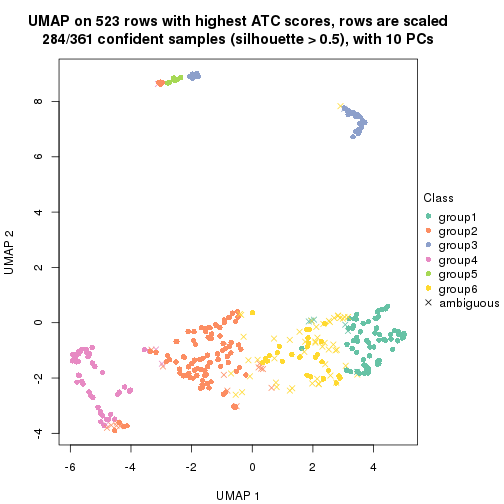 UMAP on 523 rows with highest ATC scores, rows are scaled
284/361 confident samples (silhouette > 0.5), with 10 PCs
8
6
4
2
0
-2
-4
UMAP 2
-6
-4
-2
0
2
4
UMAP 1
Class
group1
group2
group3
group4
group5
group6
ambiguous